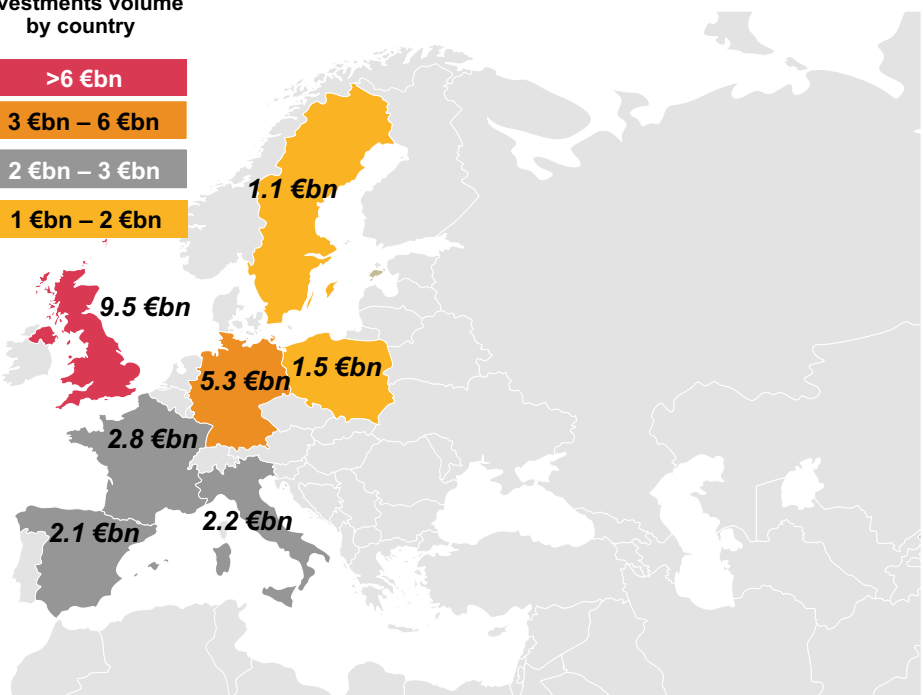 by country
>6 €bn
3 €bn – 6 €bn
2 €bn – 3 €bn
1 €bn – 2 €bn
1.1 €bn
9.5 €bn
5.3 €bn
1.5 €bn
2.8 €bn
2.1 €bn
2.2 €bn